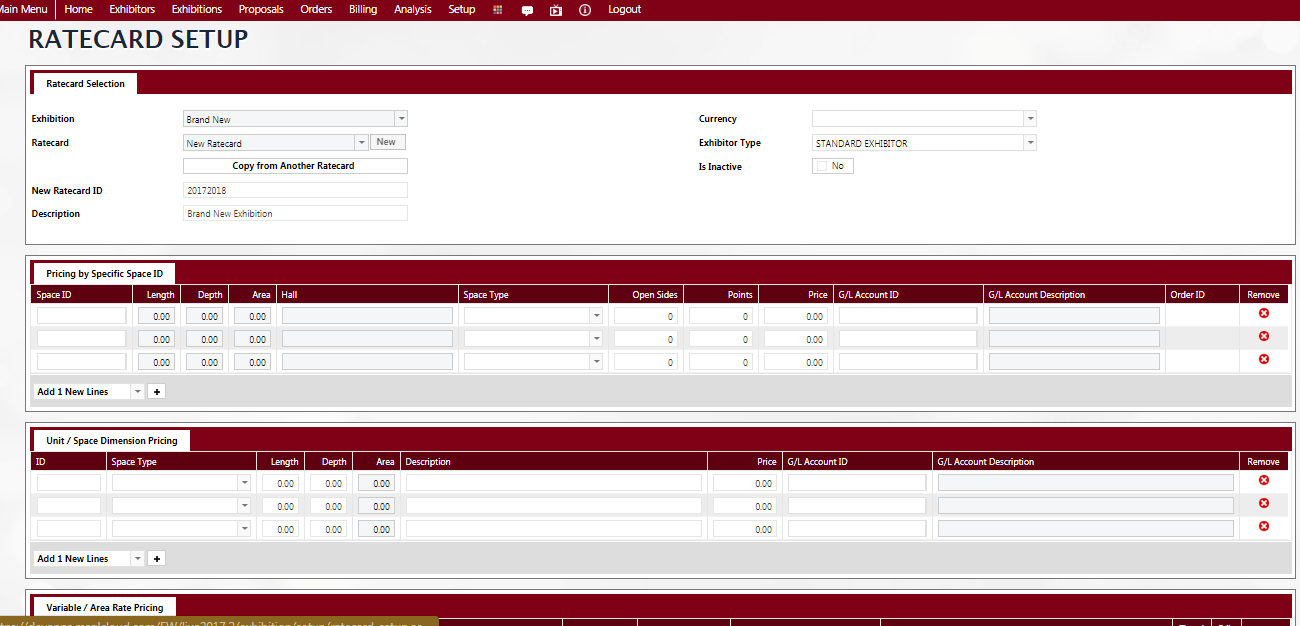 Main Menu Home Exhibitors Exhibitions Proposals Orders Billing Analysis Setup Logout
RATECARD SETUP
Ratecard Selection
Exhibition Brand New Currency
Ratecard New Ratecard New Exhibitor Type STANDARD EXHIBITOR
Copy from Another Ratecard Is Inactive No
New Ratecard ID 20172018
Description Brand New Exhibition
Pricing by Specific Space ID
Space ID Length Depth Area Hall Space Type Open Sides Points Price G/L Account ID G/L Account Description Order ID Remove
0.00 0.00 0.00 0 0 0.00
0.00 0.00 0.00 0 0 0.00
0.00 0.00 0.00 0 0 0.00
Add 1 New Lines +
Unit / Space Dimension Pricing
ID Space Type Length Depth Area Description Price G/L Account ID G/L Account Description Remove
0.00 0.00 0.00 0.00
0.00 0.00 0.00 0.00
0.00 0.00 0.00 0.00
Add 1 New Lines +
Variable / Area Rate Pricing